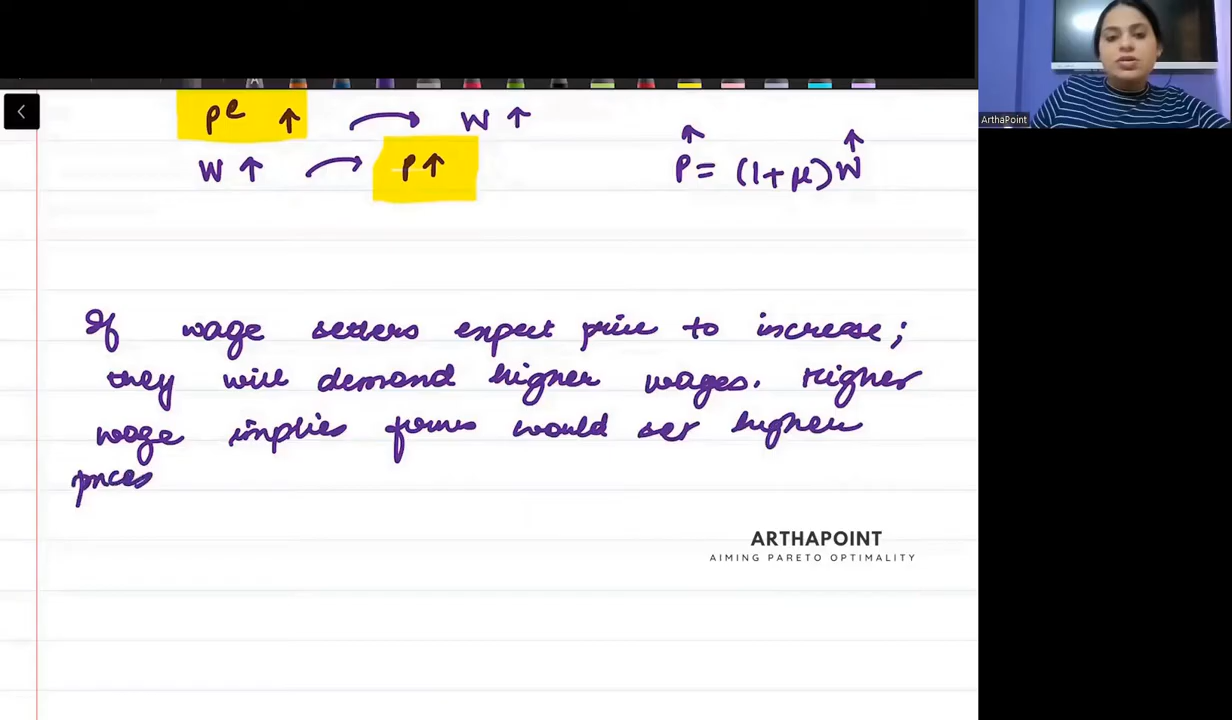 pe ↑ → W ↑
W ↑ → P ↑
P = (1+μ)W
If wage setters expect price to increase;
they will demand higher wages. Higher
wage implies firms would set higher
prices
ARTHAPOINT
AIMING PARETO OPTIMALITY
ArthaPoint